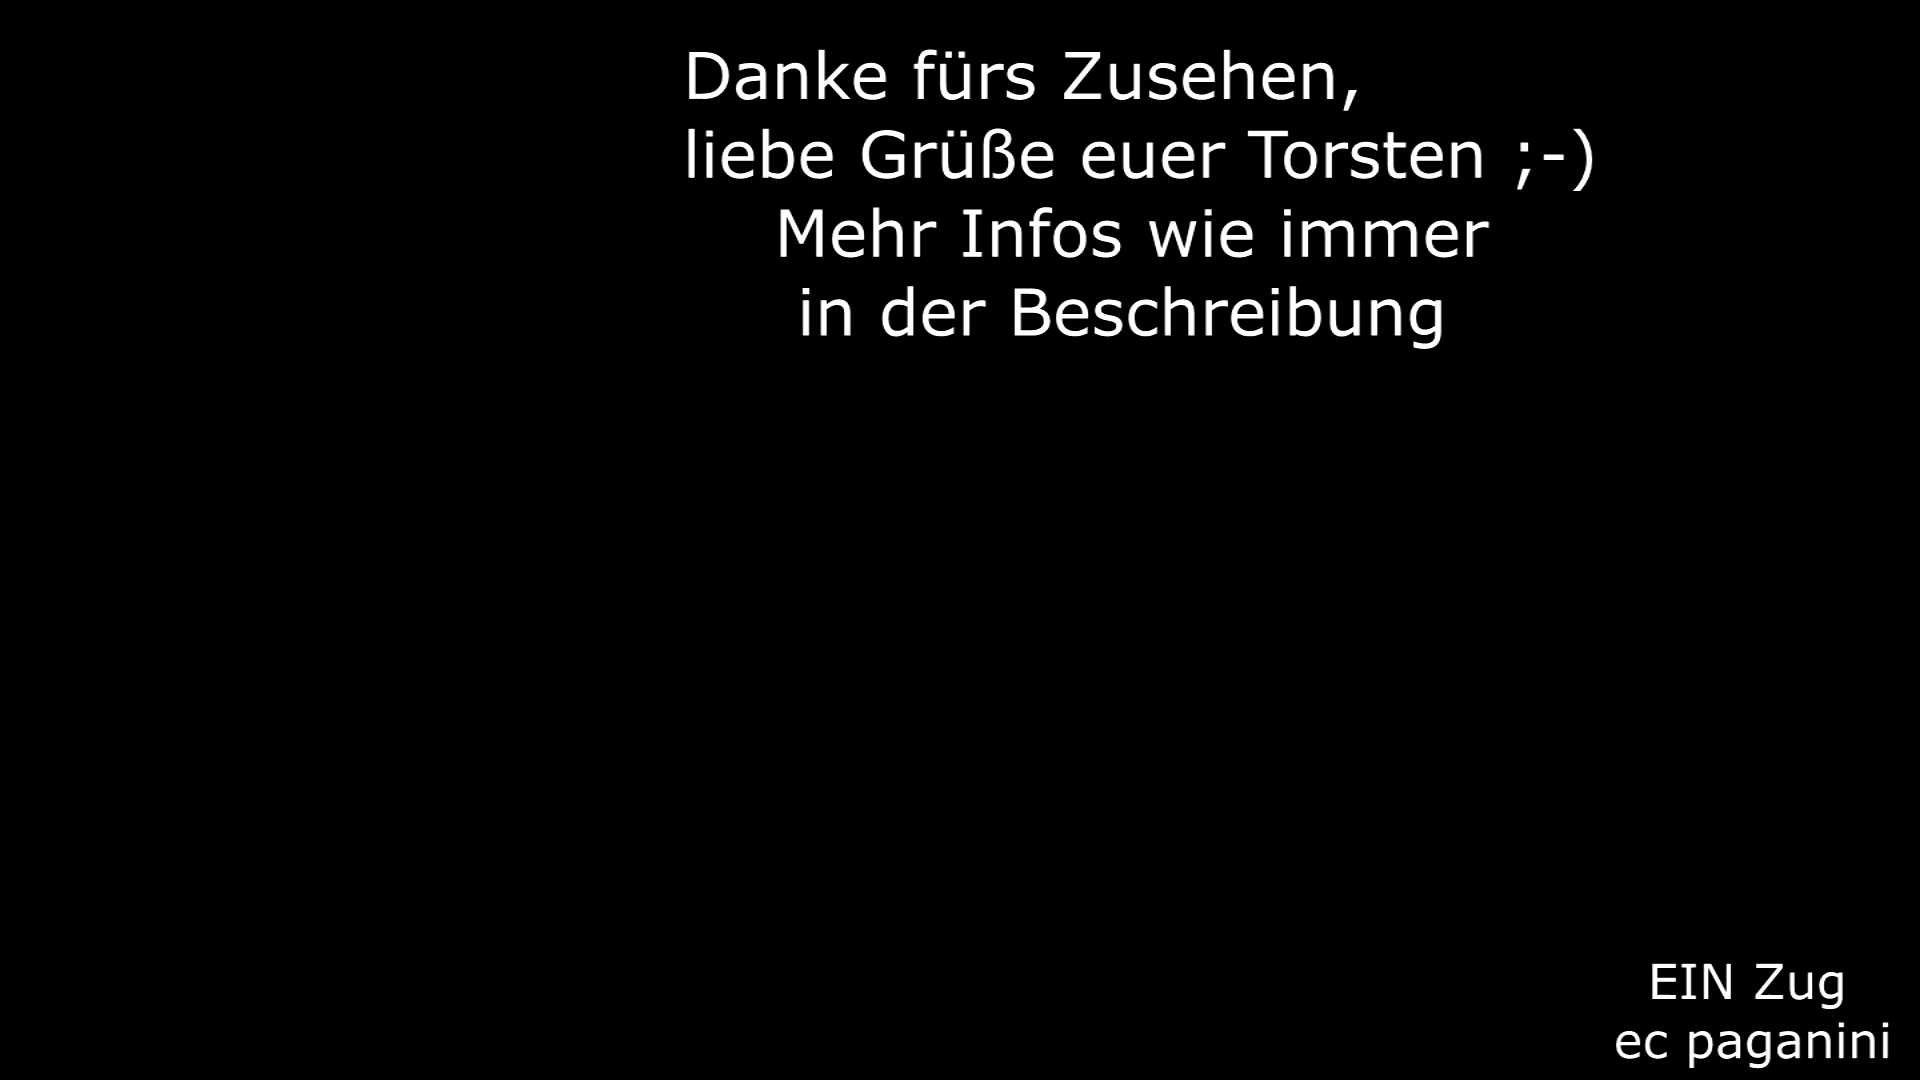 Danke fürs Zusehen,
liebe Grüße euer Torsten ;-)
Mehr Infos wie immer
in der Beschreibung
EIN Zug
ec paganini